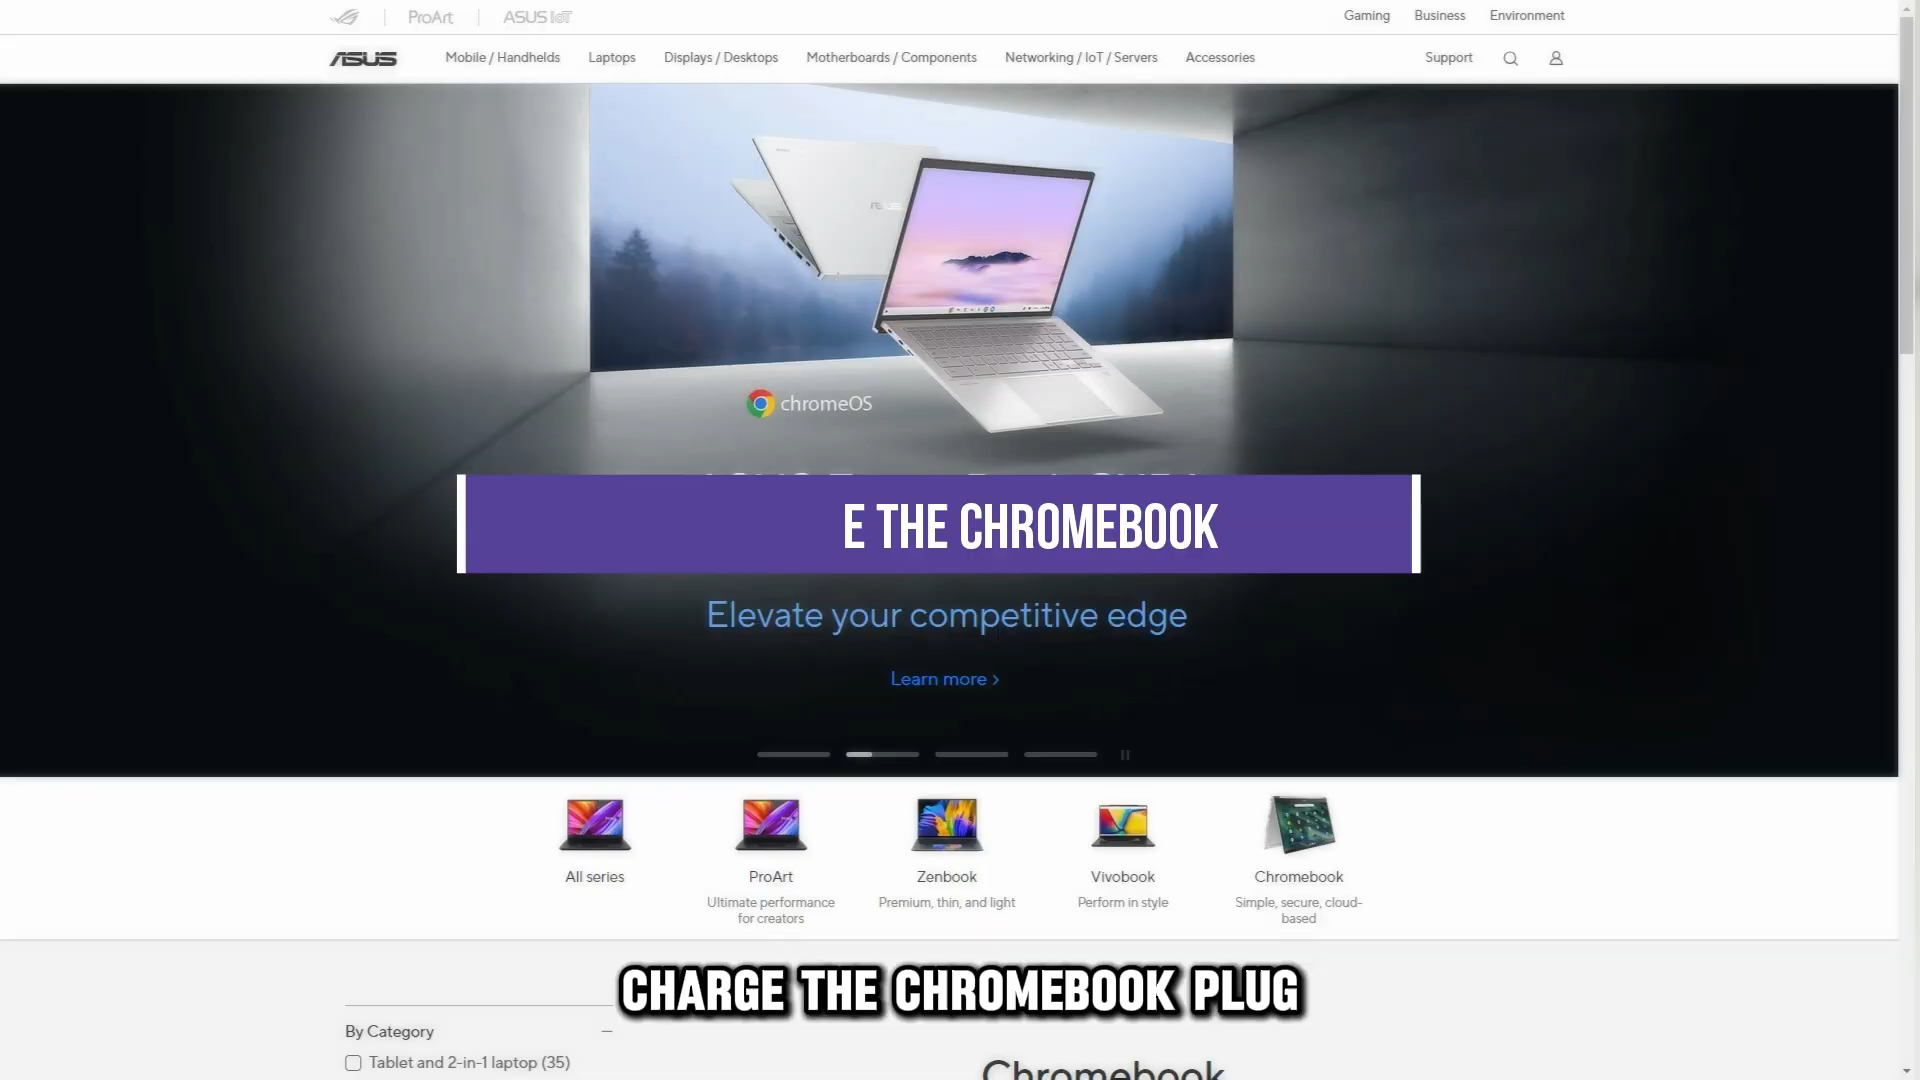 ProArt
ASUS IoT
Gaming
Business
Environment
ASUS
Mobile / Handhelds
Laptops
Displays / Desktops
Motherboards / Components
Networking / IoT / Servers
Accessories
Support
chromeOS
E THE CHROMEBOOK
Elevate your competitive edge
Learn more >
All series
ProArt
Ultimate performance
for creators
Zenbook
Premium, thin, and light
Vivobook
Perform in style
Chromebook
Simple, secure, cloud-
based
CHARGE THE CHROMEBOOK PLUG
By Category
Tablet and 2-in-1 laptop (35)
Chromebook